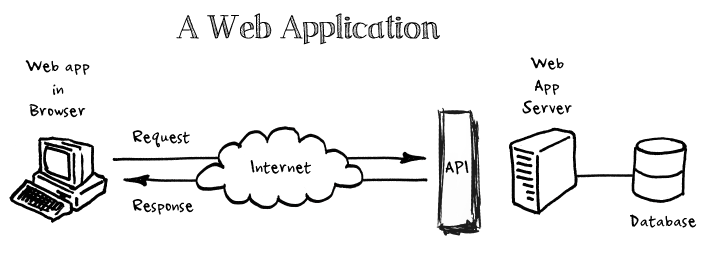 A Web Application
Web app
in
Browser
Request
Internet
Response
API
Web
App
Server
Database